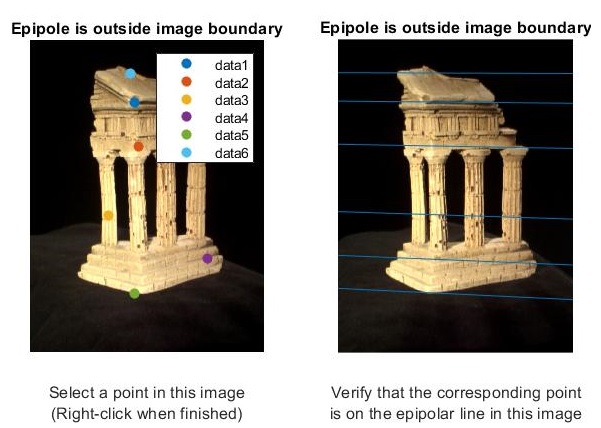 Epipole is outside image boundary
data1
data2
data3
data4
data5
data6
Select a point in this image
(Right-click when finished)
Epipole is outside image boundary
Verify that the corresponding point
is on the epipolar line in this image